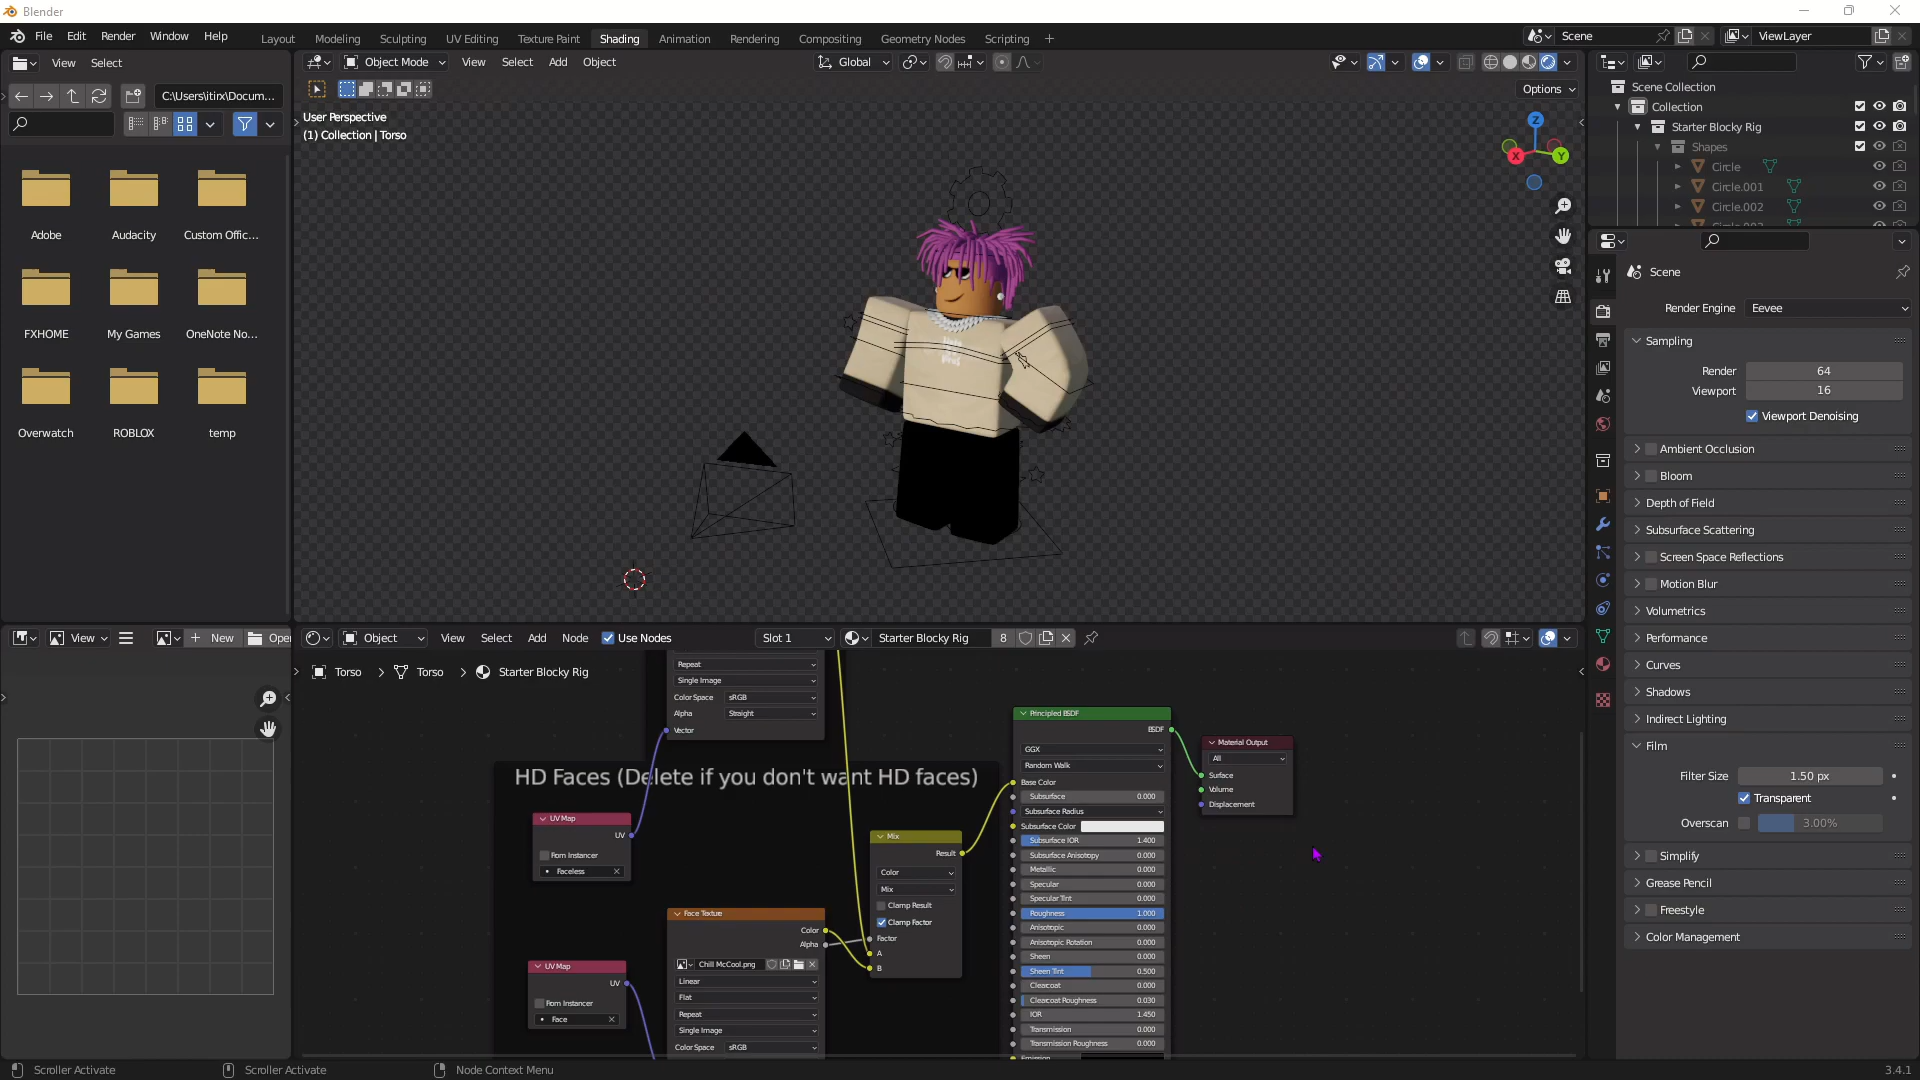 Blender
File Edit Render Window Help
Layout Modeling Sculpting UV Editing Texture Paint Shading Animation Rendering Compositing Geometry Nodes Scripting +
Scene
ViewLayer
View Select
C:\Users\itirx\Docum...
Adobe Audacity Custom Offic...
FXHOME My Games OneNote No...
Overwatch ROBLOX temp
Object Mode View Select Add Object
Global
Options
User Perspective
(1) Collection | Torso
Z
X
Y
Scene Collection
Collection
Starter Blocky Rig
Shapes
Circle
Circle.001
Circle.002
Scene
Render Engine Eevee
Sampling
Render 64
Viewport 16
Viewport Denoising
Ambient Occlusion
Bloom
Depth of Field
Subsurface Scattering
Screen Space Reflections
Motion Blur
Volumetrics
Performance
Curves
Shadows
Indirect Lighting
Film
Filter Size 1.50 px
Transparent
Overscan 3.00%
Simplify
Grease Pencil
Freestyle
Color Management
View
New
Open
Object View Select Add Node Use Nodes
Slot 1
Starter Blocky Rig 8
Torso > Torso > Starter Blocky Rig
Repeat
Single Image
Color Space sRGB
Alpha Straight
Vector
HD Faces (Delete if you don't want HD faces)
UV Map
UV
From Instancer
Faceless
UV Map
UV
From Instancer
Face
Face Texture
Color
Alpha
Chill McCool.png
Linear
Flat
Repeat
Single Image
Color Space sRGB
Mix
Result
Color
Mix
Clamp Result
Clamp Factor
Factor
A
B
Principled BSDF
BSDF
GGX
Random Walk
Base Color
Subsurface 0.000
Subsurface Radius
Subsurface Color
Subsurface IOR 1.400
Subsurface Anisotropy 0.000
Metallic 0.000
Specular 0.000
Specular Tint 0.000
Roughness 1.000
Anisotropic 0.000
Anisotropic Rotation 0.000
Sheen 0.000
Sheen Tint 0.500
Clearcoat 0.000
Clearcoat Roughness 0.030
IOR 1.450
Transmission 0.000
Transmission Roughness 0.000
Emission
Material Output
All
Surface
Volume
Displacement
Scroller Activate
Scroller Activate
Node Context Menu
3.4.1